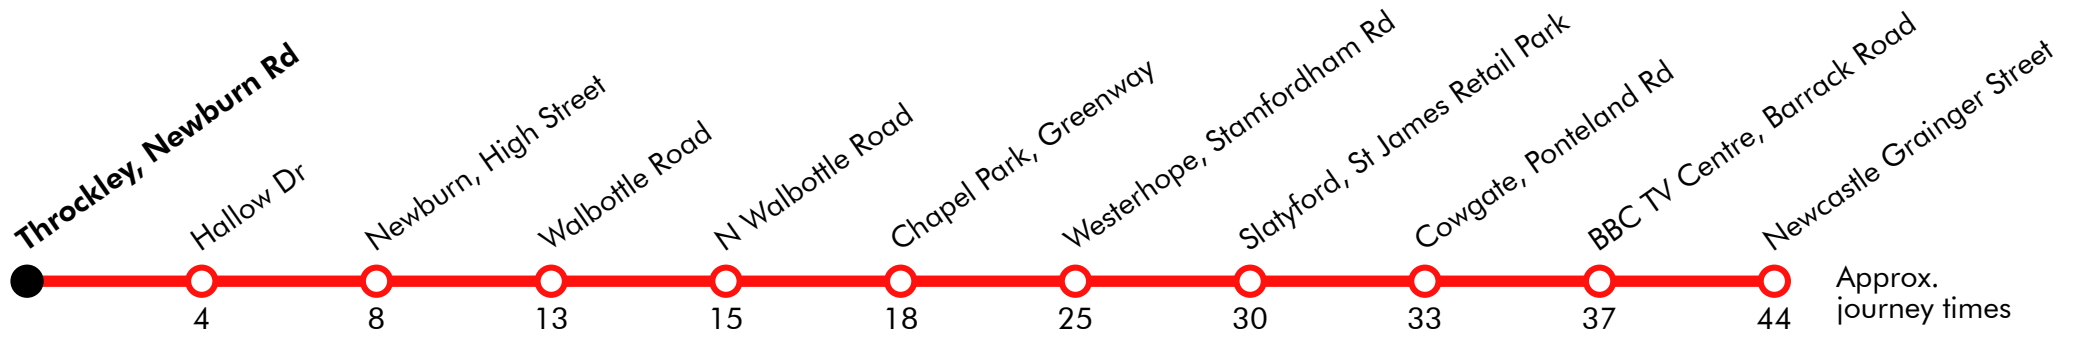 Throckley, Newburn Rd
Hallow Dr
Newburn, High Street
Walbottle Road
N Walbottle Road
Chapel Park, Greenway
Westerhope, Stamfordham Rd
Slatyford, St James Retail Park
Cowgate, Ponteland Rd
BBC TV Centre, Barrack Road
Newcastle Grainger Street
4 8 13 15 18 25 30 33 37 44
Approx.
journey times